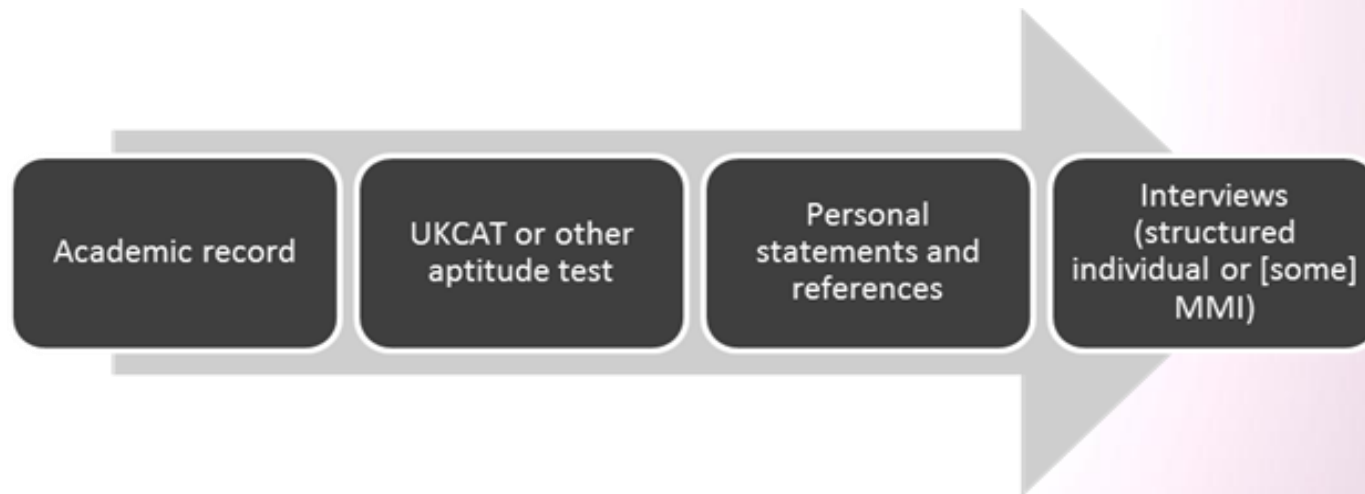 Academic record
UKCAT or other
aptitude test
Personal
statements and
references
Interviews
(structured
individual or [some]
MMI)